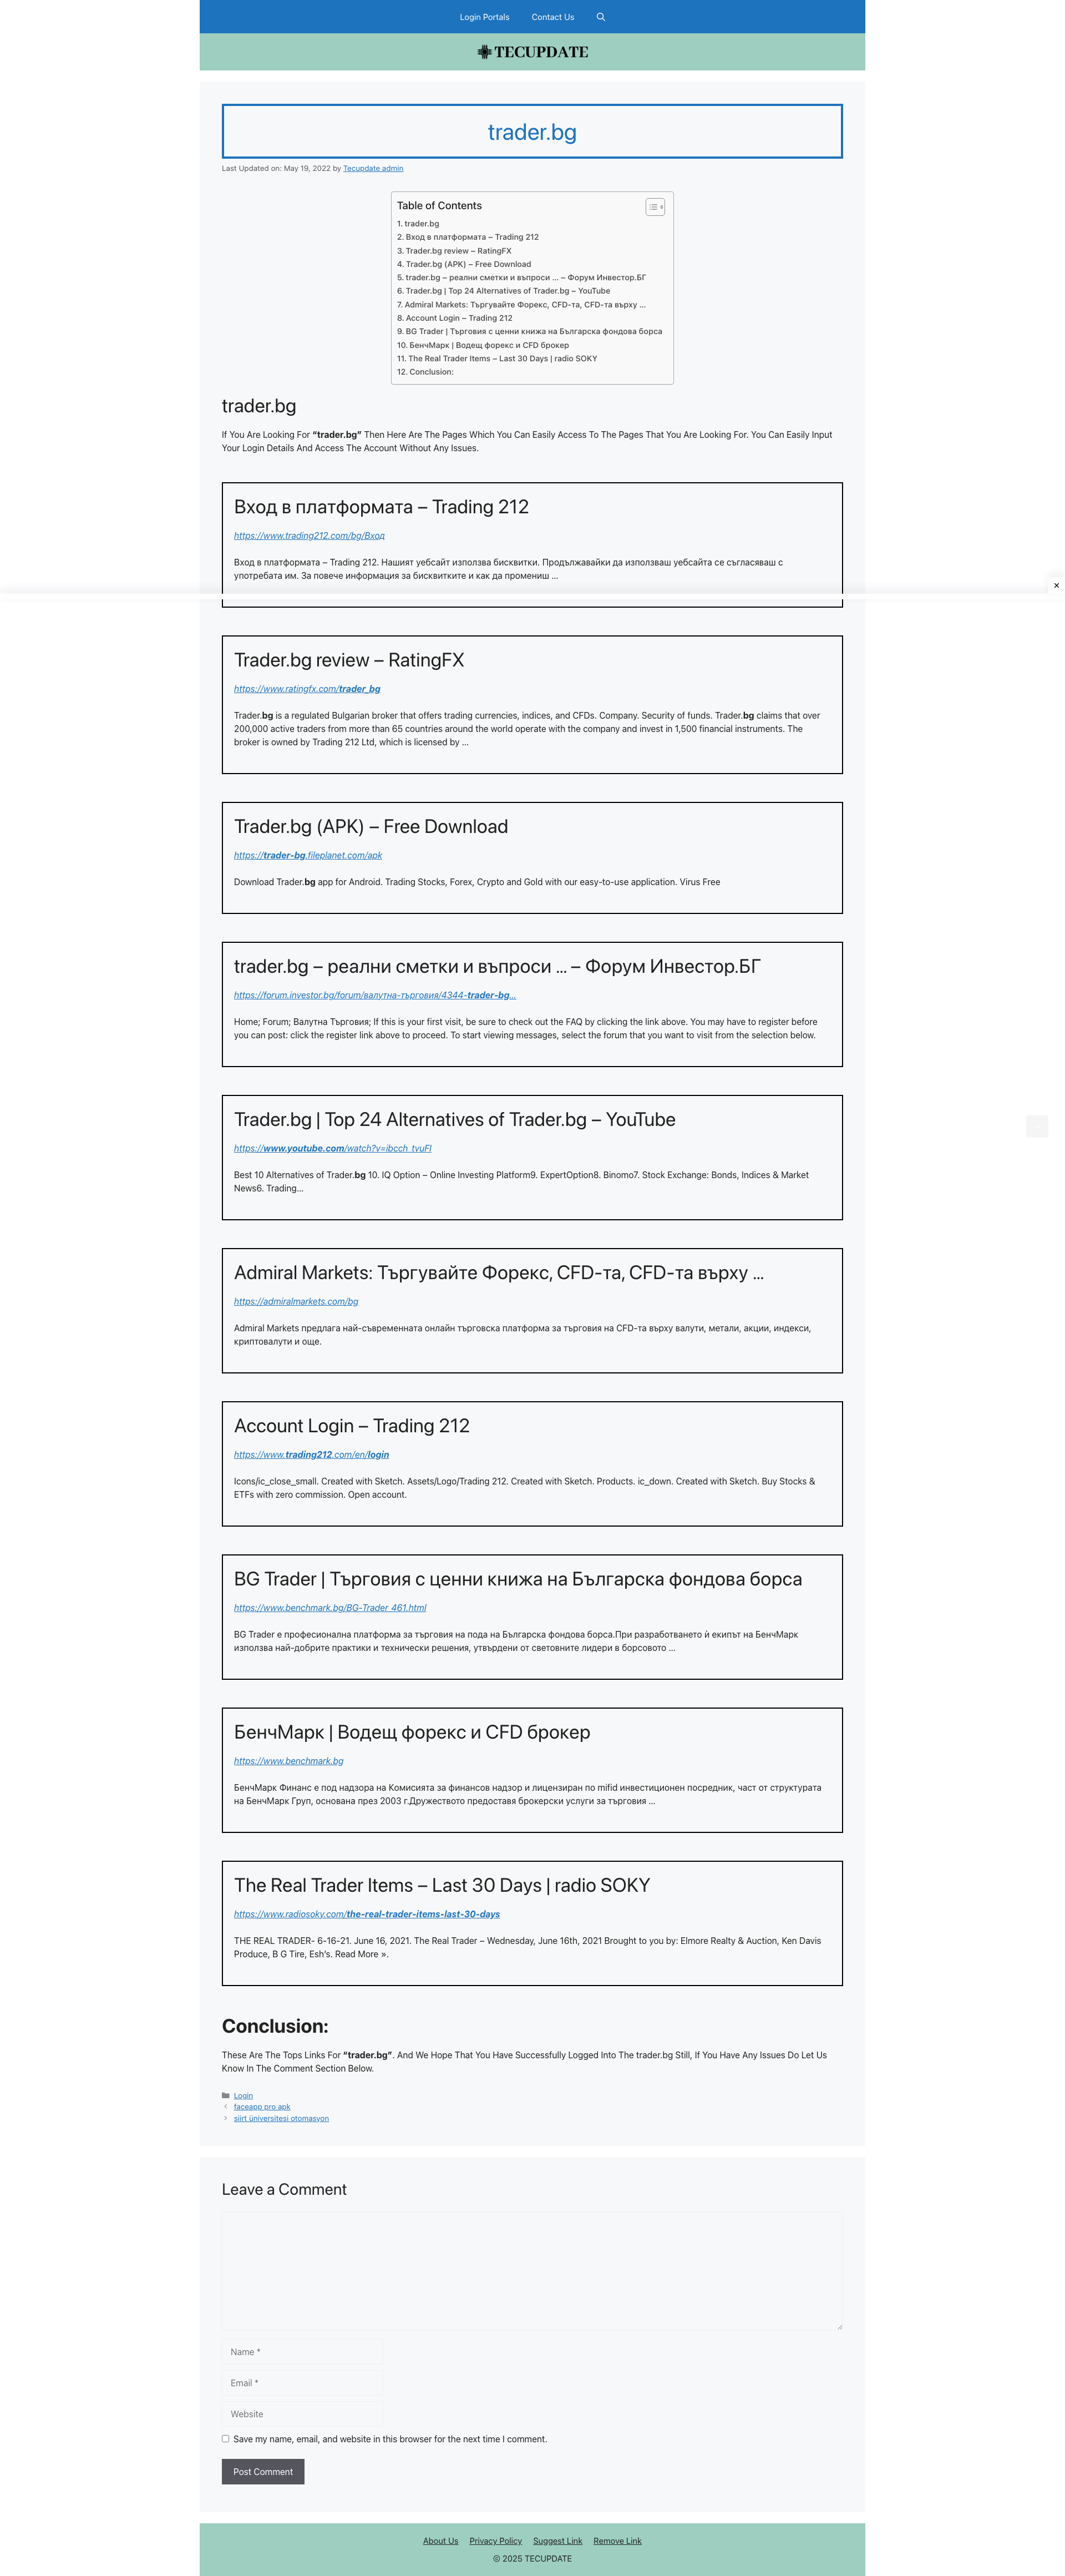 Login Portals Contact Us
TECUPDATE
trader.bg
Last Updated on: May 19, 2022 by Tecupdate admin
Table of Contents
1. trader.bg
2. Вход в платформата – Trading 212
3. Trader.bg review – RatingFX
4. Trader.bg (APK) – Free Download
5. trader.bg – реални сметки и въпроси ... – Форум Инвестор.БГ
6. Trader.bg | Top 24 Alternatives of Trader.bg – YouTube
7. Admiral Markets: Търгувайте Форекс, CFD-та, CFD-та върху ...
8. Account Login – Trading 212
9. BG Trader | Търговия с ценни книжа на Българска фондова борса
10. БенчМарк | Водещ форекс и CFD брокер
11. The Real Trader Items – Last 30 Days | radio SOKY
12. Conclusion:
trader.bg
If You Are Looking For “trader.bg” Then Here Are The Pages Which You Can Easily Access To The Pages That You Are Looking For. You Can Easily Input
Your Login Details And Access The Account Without Any Issues.
Вход в платформата – Trading 212
https://www.trading212.com/bg/Вход
Вход в платформата – Trading 212. Нашият уебсайт използва бисквитки. Продължавайки да използваш уебсайта се съгласяваш с
употребата им. За повече информация за бисквитките и как да промениш ...
Trader.bg review – RatingFX
https://www.ratingfx.com/trader_bg
Trader.bg is a regulated Bulgarian broker that offers trading currencies, indices, and CFDs. Company. Security of funds. Trader.bg claims that over
200,000 active traders from more than 65 countries around the world operate with the company and invest in 1,500 financial instruments. The
broker is owned by Trading 212 Ltd, which is licensed by ...
Trader.bg (APK) – Free Download
https://trader-bg.fileplanet.com/apk
Download Trader.bg app for Android. Trading Stocks, Forex, Crypto and Gold with our easy-to-use application. Virus Free
trader.bg – реални сметки и въпроси ... – Форум Инвестор.БГ
https://forum.investor.bg/forum/валутна-търговия/4344-trader-bg...
Home; Forum; Валутна Търговия; If this is your first visit, be sure to check out the FAQ by clicking the link above. You may have to register before
you can post: click the register link above to proceed. To start viewing messages, select the forum that you want to visit from the selection below.
Trader.bg | Top 24 Alternatives of Trader.bg – YouTube
https://www.youtube.com/watch?v=ibcch_tvuFI
Best 10 Alternatives of Trader.bg 10. IQ Option – Online Investing Platform9. ExpertOption8. Binomo7. Stock Exchange: Bonds, Indices & Market
News6. Trading...
Admiral Markets: Търгувайте Форекс, CFD-та, CFD-та върху ...
https://admiralmarkets.com/bg
Admiral Markets предлага най-съвременната онлайн търговска платформа за търговия на CFD-та върху валути, метали, акции, индекси,
криптовалути и още.
Account Login – Trading 212
https://www.trading212.com/en/login
Icons/ic_close_small. Created with Sketch. Assets/Logo/Trading 212. Created with Sketch. Products. ic_down. Created with Sketch. Buy Stocks &
ETFs with zero commission. Open account.
BG Trader | Търговия с ценни книжа на Българска фондова борса
https://www.benchmark.bg/BG-Trader_461.html
BG Trader е професионална платформа за търговия на пода на Българска фондова борса.При разработването ѝ екипът на БенчМарк
използва най-добрите практики и технически решения, утвърдени от световните лидери в борсовото ...
БенчМарк | Водещ форекс и CFD брокер
https://www.benchmark.bg
БенчМарк Финанс е под надзора на Комисията за финансов надзор и лицензиран по mifid инвестиционен посредник, част от структурата
на БенчМарк Груп, основана през 2003 г.Дружеството предоставя брокерски услуги за търговия ...
The Real Trader Items – Last 30 Days | radio SOKY
https://www.radiosoky.com/the-real-trader-items-last-30-days
THE REAL TRADER- 6-16-21. June 16, 2021. The Real Trader – Wednesday, June 16th, 2021 Brought to you by: Elmore Realty & Auction, Ken Davis
Produce, B G Tire, Esh’s. Read More ».
Conclusion:
These Are The Tops Links For “trader.bg”. And We Hope That You Have Successfully Logged Into The trader.bg Still, If You Have Any Issues Do Let Us
Know In The Comment Section Below.
Login
faceapp pro apk
siirt üniversitesi otomasyon
Leave a Comment
Name *
Email *
Website
Save my name, email, and website in this browser for the next time I comment.
Post Comment
About Us Privacy Policy Suggest Link Remove Link
© 2025 TECUPDATE